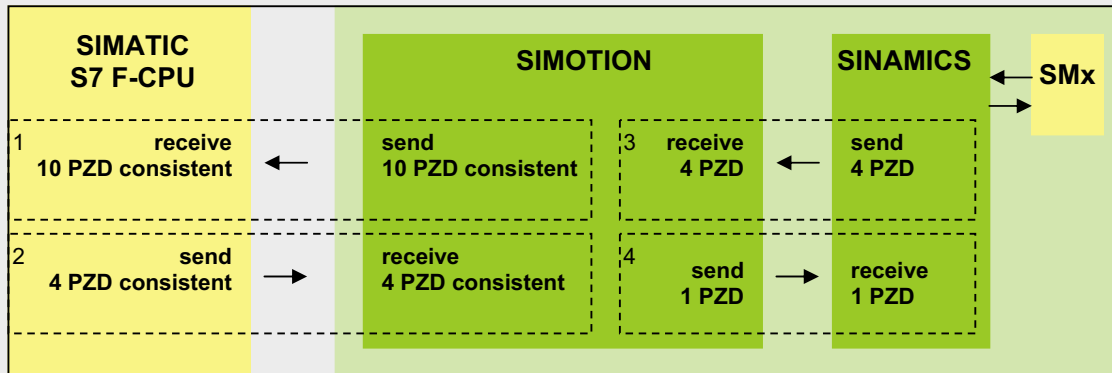 SIMATIC
S7 F-CPU
SIMOTION
SINAMICS
SMx
1
receive
10 PZD consistent
send
10 PZD consistent
3
receive
4 PZD
send
4 PZD
2
send
4 PZD consistent
receive
4 PZD consistent
4
send
1 PZD
receive
1 PZD